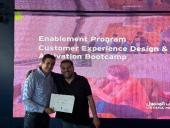 Enablement Program
Customer Experience Design &
Activation Bootcamp